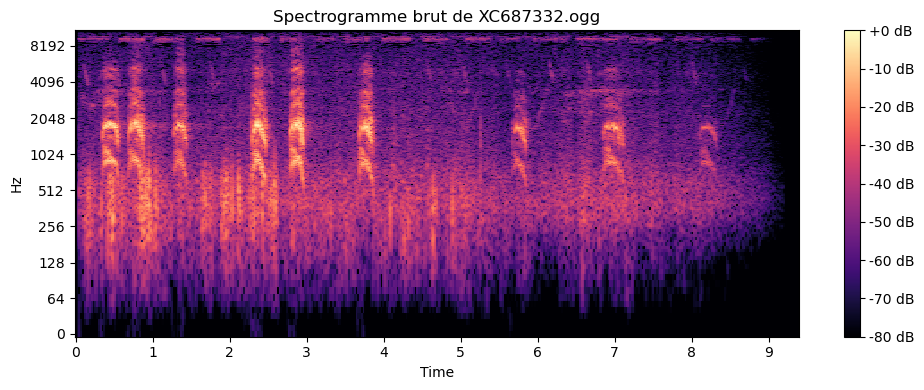 Spectrogramme brut de XC687332.ogg
Hz
8192
4096
2048
1024
512
256
128
64
0
0 1 2 3 4 5 6 7 8 9
Time
+0 dB
-10 dB
-20 dB
-30 dB
-40 dB
-50 dB
-60 dB
-70 dB
-80 dB